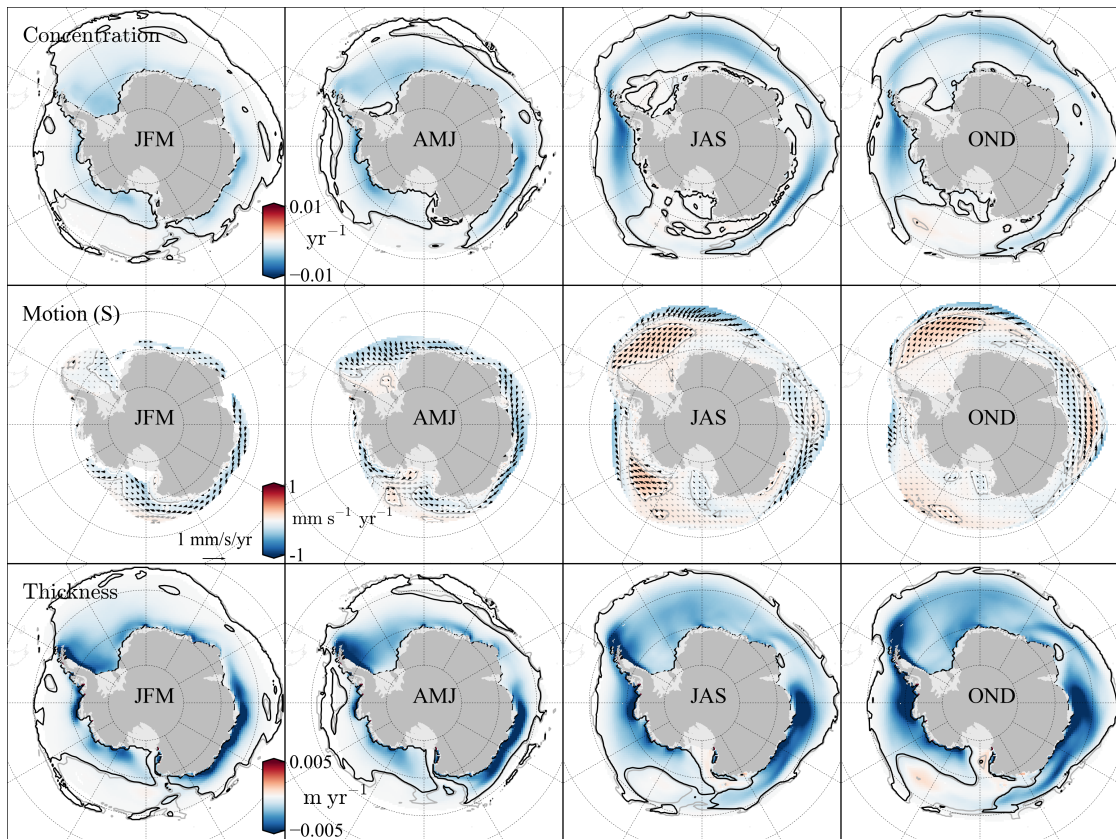 Concentration
JFM
AMJ
JAS
OND
0.01
yr⁻¹
−0.01
Motion (S)
JFM
AMJ
JAS
OND
1
mm s⁻¹ yr⁻¹
1 mm/s/yr
-1
Thickness
JFM
AMJ
JAS
OND
0.005
m yr⁻¹
−0.005